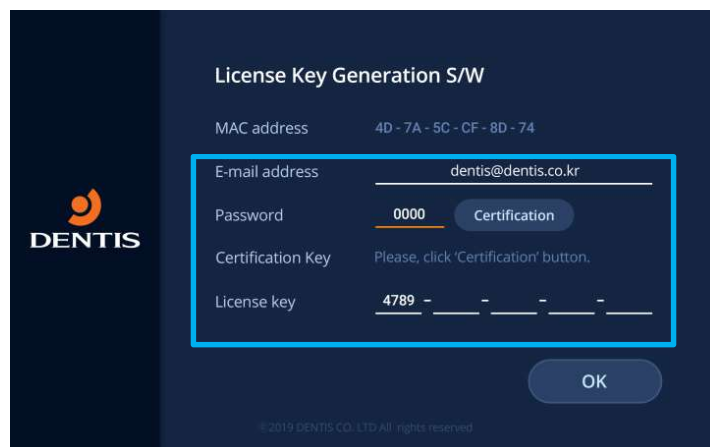 License Key Generation S/W
MAC address 4D - 7A - 5C - CF - 8D - 74
E-mail address dentis@dentis.co.kr
Password 0000 Certification
DENTIS
Certification Key Please, click 'Certification' button.
License key 4789 – – – –
OK
©2019 DENTIS CO. LTD All rights reserved